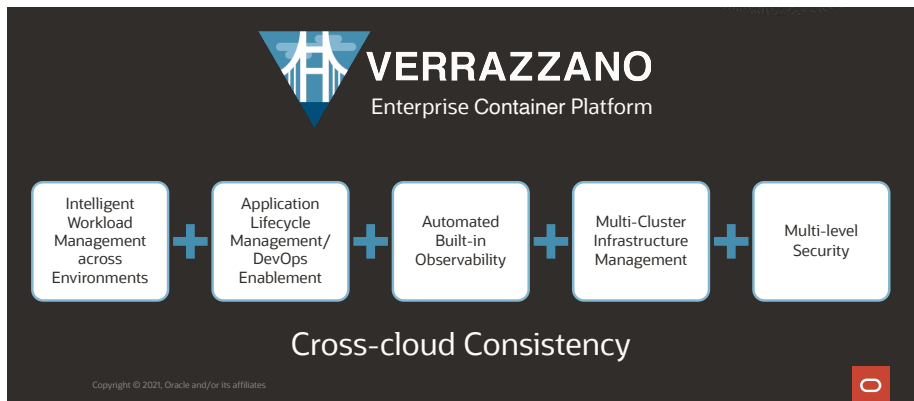 VERRAZZANO
Enterprise Container Platform
Intelligent
Workload
Management
across
Environments
Application
Lifecycle
Management/
DevOps
Enablement
Automated
Built-in
Observability
Multi-Cluster
Infrastructure
Management
Multi-level
Security
Cross-cloud Consistency
Copyright © 2021, Oracle and/or its affiliates